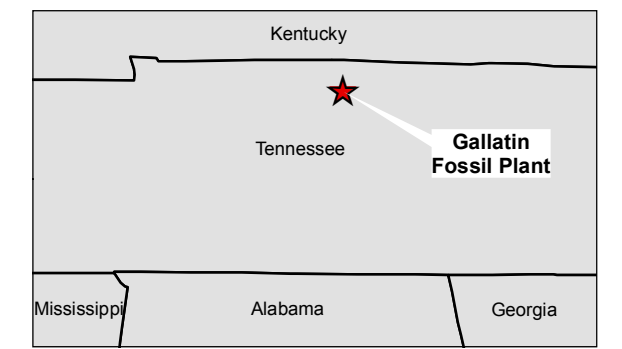 Kentucky
Tennessee
Gallatin
Fossil Plant
Mississippi
Alabama
Georgia